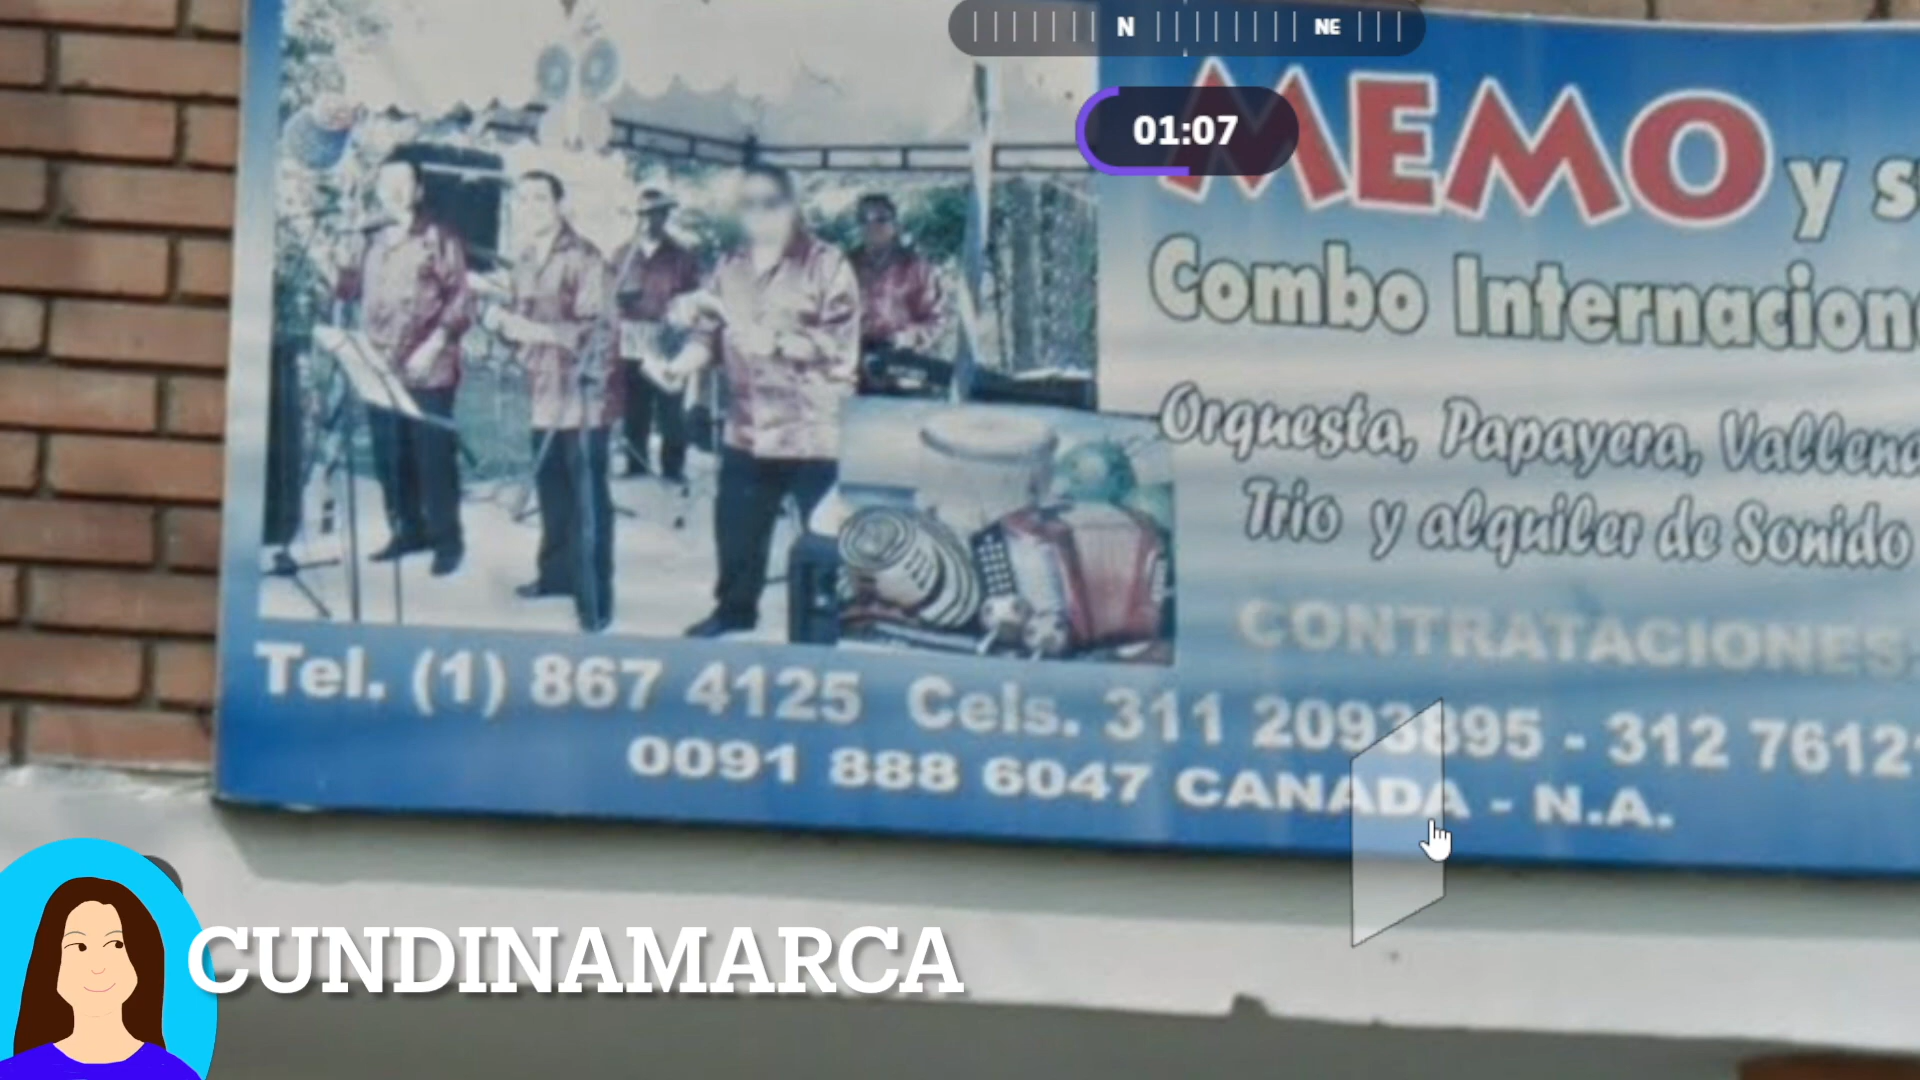 N NE
01:07
MEMO y s
Combo Internacion
Orquesta, Papayera, Vallena
Trio y alquiler de Sonido
CONTRATACIONES:
Tel. (1) 867 4125 Cels. 311 2093895 - 312 7612
0091 888 6047 CANADA - N.A.
CUNDINAMARCA